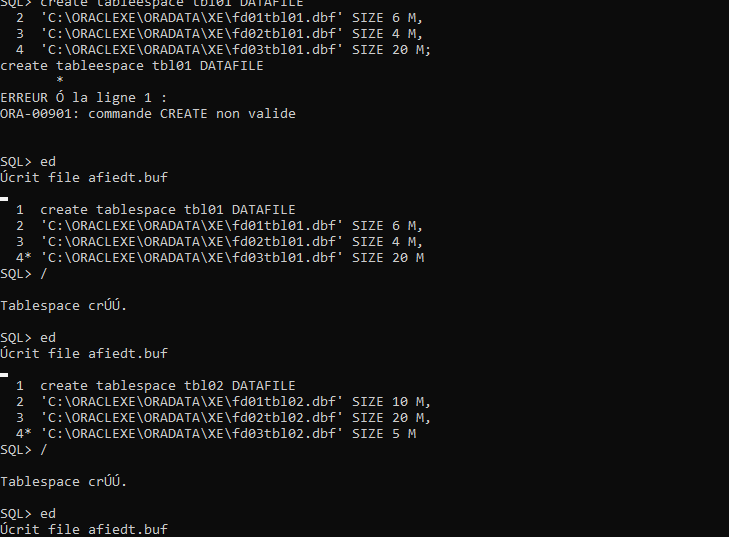 SQL> create tableespace tbl01 DATAFILE
  2  'C:\ORACLEXE\ORADATA\XE\fd01tbl01.dbf' SIZE 6 M,
  3  'C:\ORACLEXE\ORADATA\XE\fd02tbl01.dbf' SIZE 4 M,
  4  'C:\ORACLEXE\ORADATA\XE\fd03tbl01.dbf' SIZE 20 M;
create tableespace tbl01 DATAFILE
       *
ERREUR Ó la ligne 1 :
ORA-00901: commande CREATE non valide
SQL> ed
Úcrit file afiedt.buf
  1  create tablespace tbl01 DATAFILE
  2  'C:\ORACLEXE\ORADATA\XE\fd01tbl01.dbf' SIZE 6 M,
  3  'C:\ORACLEXE\ORADATA\XE\fd02tbl01.dbf' SIZE 4 M,
  4* 'C:\ORACLEXE\ORADATA\XE\fd03tbl01.dbf' SIZE 20 M
SQL> /
Tablespace crÚÚ.
SQL> ed
Úcrit file afiedt.buf
  1  create tablespace tbl02 DATAFILE
  2  'C:\ORACLEXE\ORADATA\XE\fd01tbl02.dbf' SIZE 10 M,
  3  'C:\ORACLEXE\ORADATA\XE\fd02tbl02.dbf' SIZE 20 M,
  4* 'C:\ORACLEXE\ORADATA\XE\fd03tbl02.dbf' SIZE 5 M
SQL> /
Tablespace crÚÚ.
SQL> ed
Úcrit file afiedt.buf